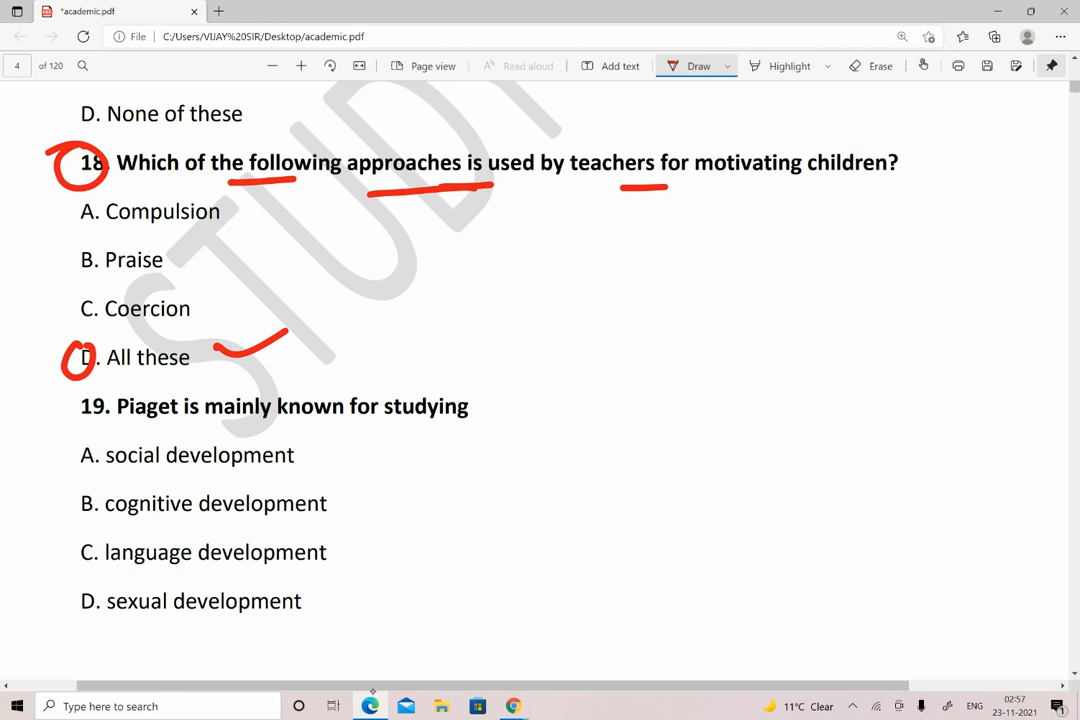 *academic.pdf
File
C:/Users/VIJAY%20SIR/Desktop/academic.pdf
4 of 120
Page view
Read aloud
Add text
Draw
Highlight
Erase
D. None of these
18. Which of the following approaches is used by teachers for motivating children?
A. Compulsion
B. Praise
C. Coercion
D. All these
19. Piaget is mainly known for studying
A. social development
B. cognitive development
C. language development
D. sexual development
STUDY
Type here to search
11°C Clear
ENG
02:57
23-11-2021
1